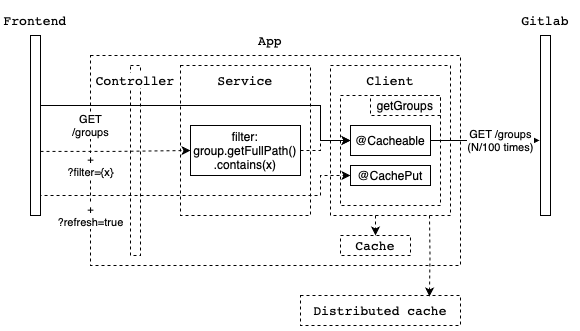 Frontend
Gitlab
App
Controller
Service
Client
getGroups
GET
/groups
filter:
group.getFullPath()
.contains(x)
@Cacheable
GET /groups
(N/100 times)
+
?filter={x}
@CachePut
+
?refresh=true
Cache
Distributed cache